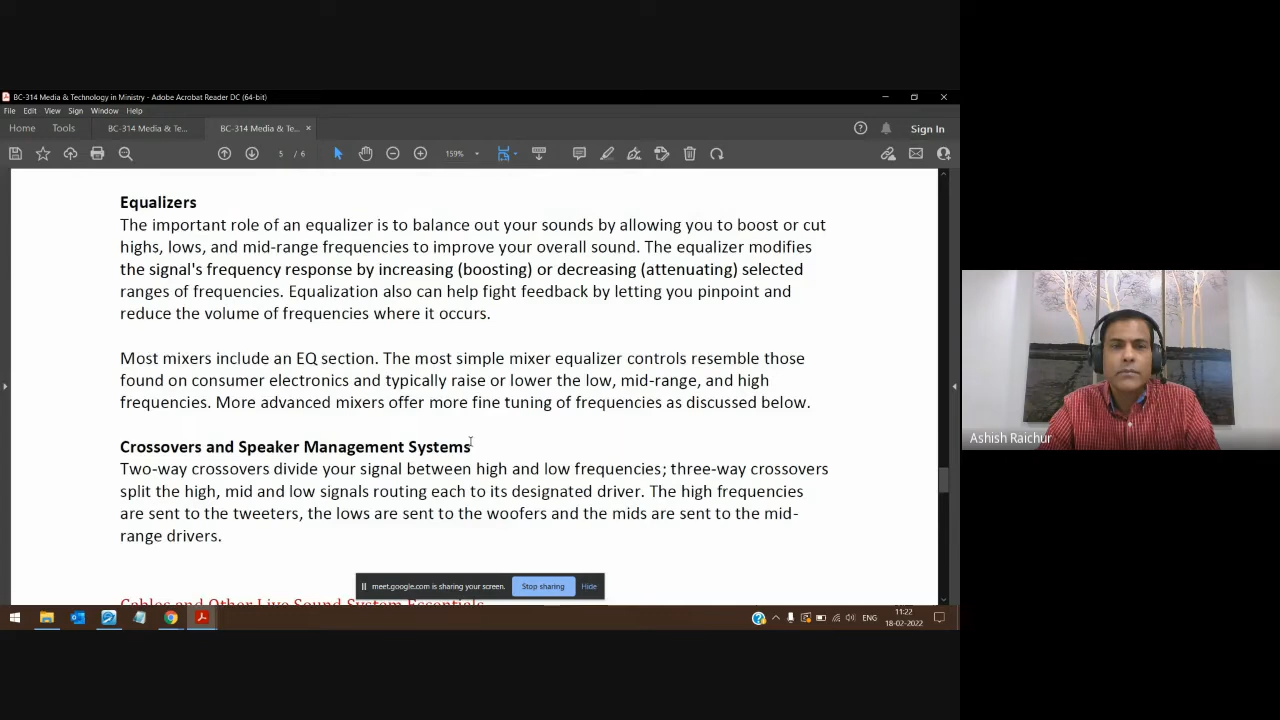 BC-314 Media & Technology in Ministry - Adobe Acrobat Reader DC (64-bit)
File Edit View Sign Window Help
Home Tools BC-314 Media & Te... BC-314 Media & Te... × Sign In
5 / 6 159%
Equalizers
The important role of an equalizer is to balance out your sounds by allowing you to boost or cut
highs, lows, and mid-range frequencies to improve your overall sound. The equalizer modifies
the signal's frequency response by increasing (boosting) or decreasing (attenuating) selected
ranges of frequencies. Equalization also can help fight feedback by letting you pinpoint and
reduce the volume of frequencies where it occurs.
Most mixers include an EQ section. The most simple mixer equalizer controls resemble those
found on consumer electronics and typically raise or lower the low, mid-range, and high
frequencies. More advanced mixers offer more fine tuning of frequencies as discussed below.
Crossovers and Speaker Management Systems
Two-way crossovers divide your signal between high and low frequencies; three-way crossovers
split the high, mid and low signals routing each to its designated driver. The high frequencies
are sent to the tweeters, the lows are sent to the woofers and the mids are sent to the mid-
range drivers.
meet.google.com is sharing your screen. Stop sharing Hide
Cables and Other Live Sound System Essentials
ENG 11:22
18-02-2022
Ashish Raichur